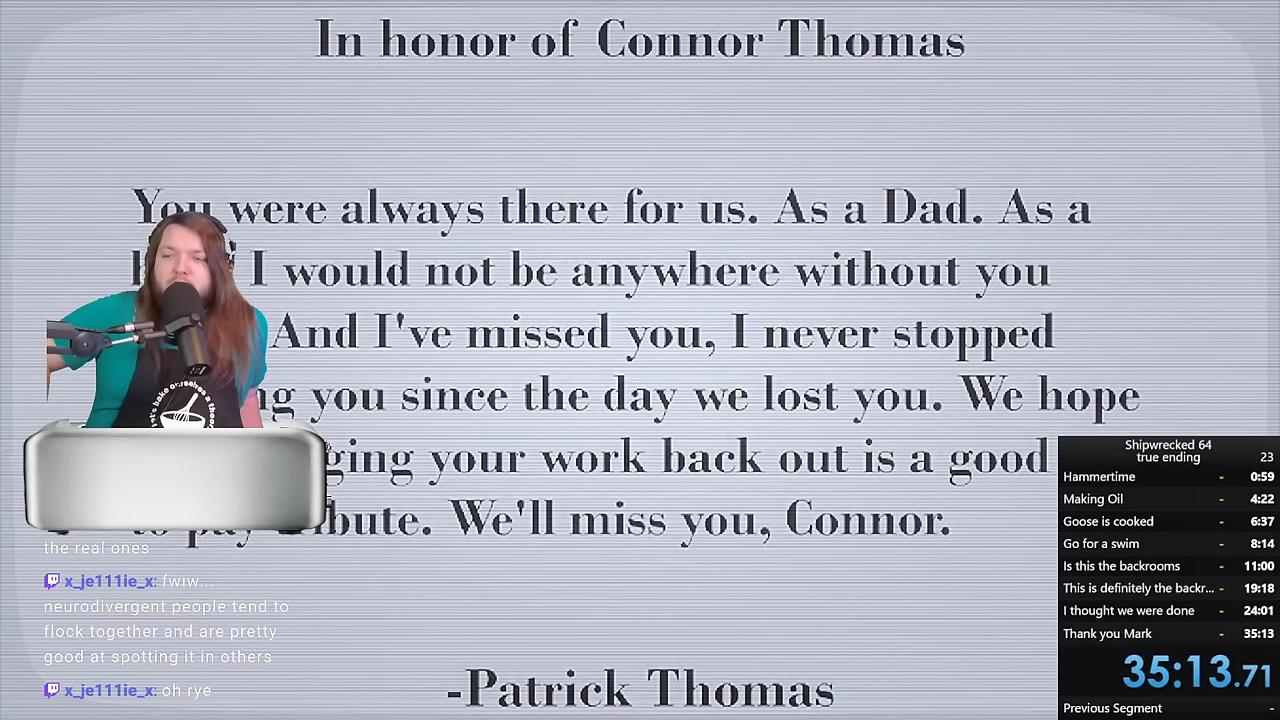 In honor of Connor Thomas
You were always there for us. As a Dad. As a
I would not be anywhere without you
And I've missed you, I never stopped
you since the day we lost you. We hope
your work back out is a good
to pay tribute. We'll miss you, Connor.
-Patrick Thomas
the real ones
x_je111ie_x: fwiw...
neurodivergent people tend to
flock together and are pretty
good at spotting it in others
x_je111ie_x: oh rye
Shipwrecked 64
true ending 23
Hammertime - 0:59
Making Oil - 4:22
Goose is cooked - 6:37
Go for a swim - 8:14
Is this the backrooms - 11:00
This is definitely the backr... - 19:18
I thought we were done - 24:01
Thank you Mark - 35:13
35:13.71
Previous Segment -